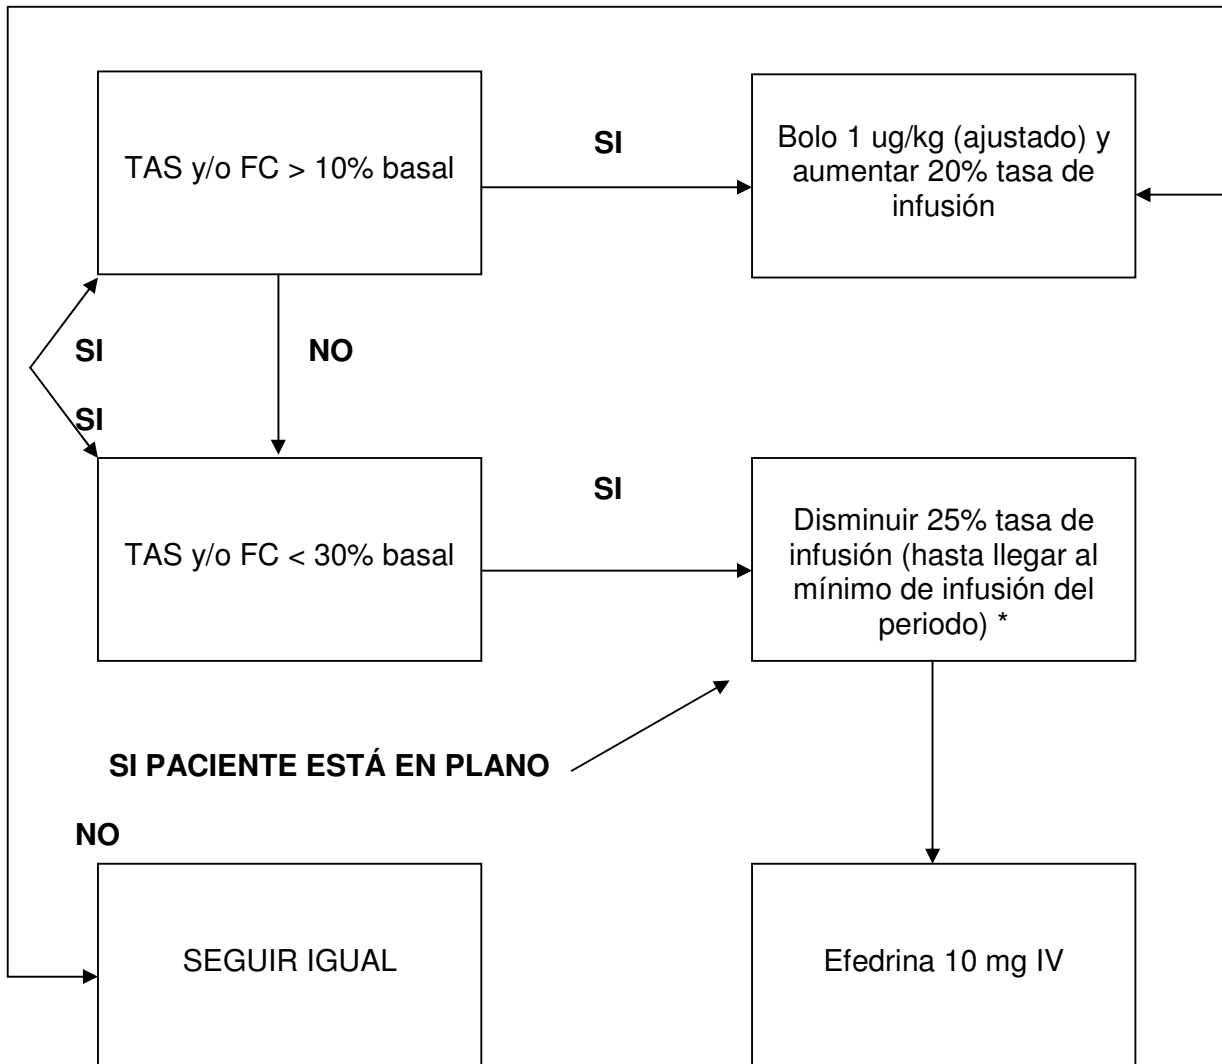 TAS y/o FC > 10% basal
SI
Bolo 1 ug/kg (ajustado) y
aumentar 20% tasa de
infusión
SI
NO
SI
TAS y/o FC < 30% basal
SI
Disminuir 25% tasa de
infusión (hasta llegar al
mínimo de infusión del
periodo) *
SI PACIENTE ESTÁ EN PLANO
NO
SEGUIR IGUAL
Efedrina 10 mg IV